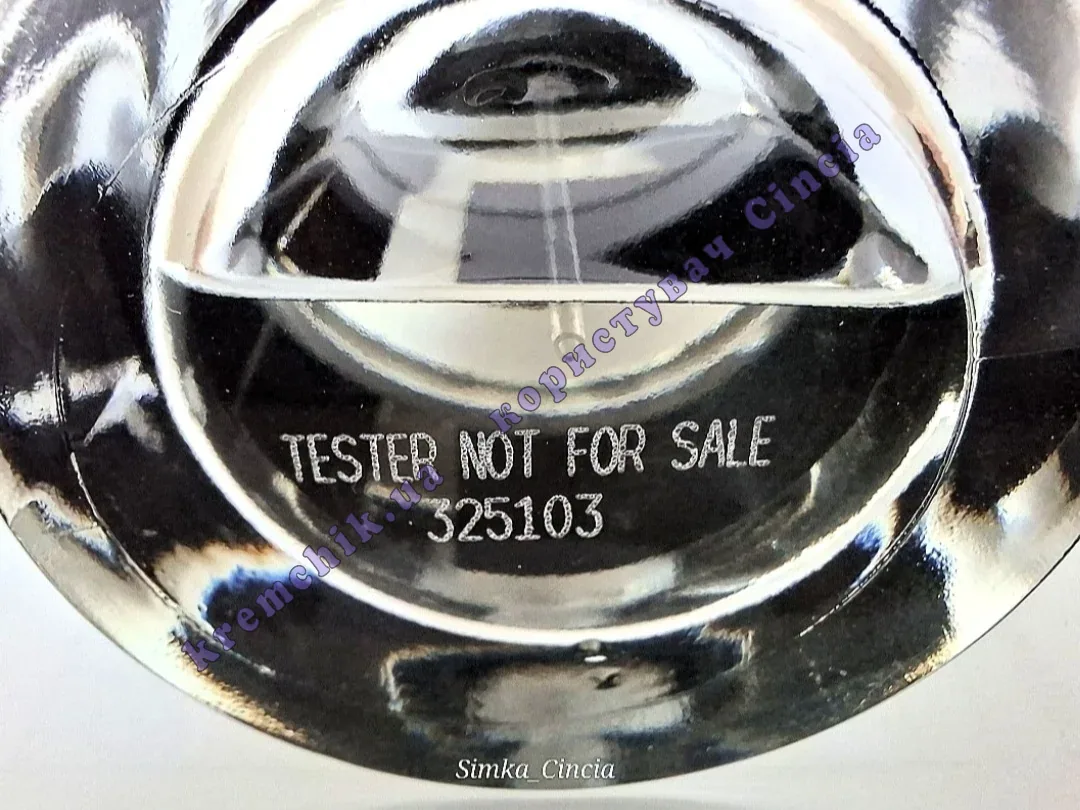 TESTER NOT FOR SALE
325103
kremchik.ua користувач Cincia
Simka_Cincia